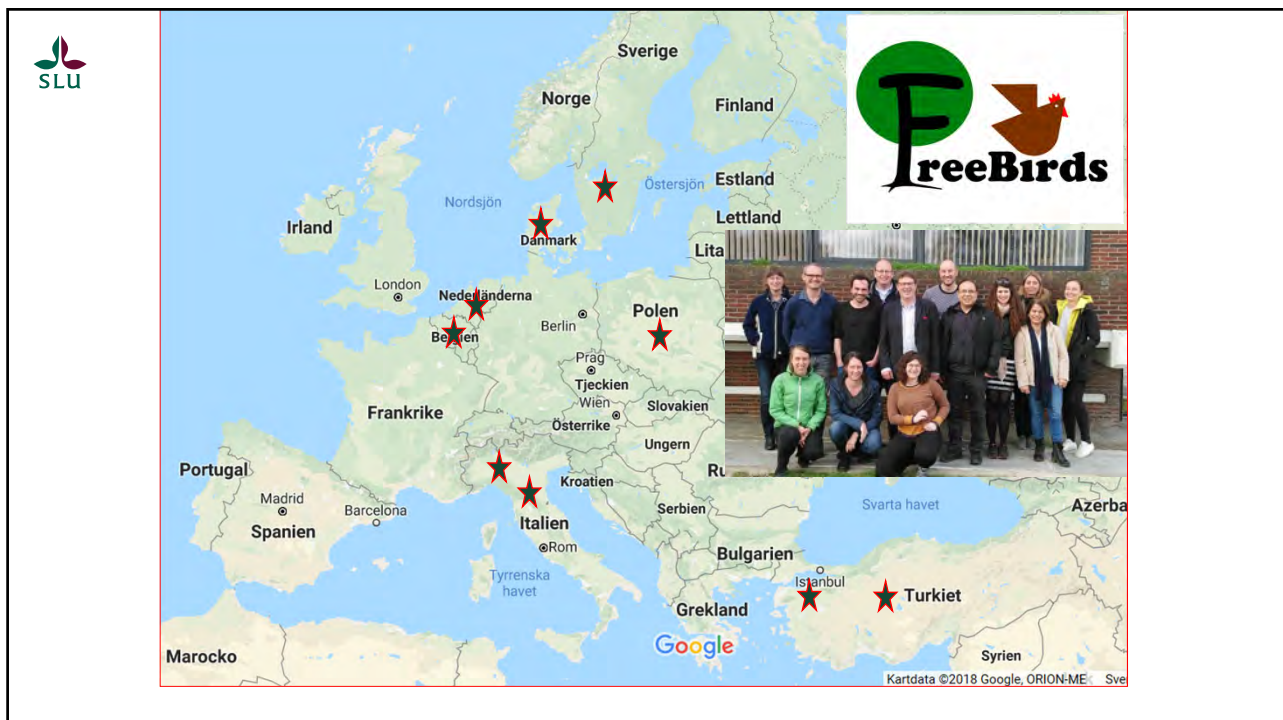 SLU
Sverige
Norge
Finland
FreeBirds
Östersjön
Estland
Nordsjön
Lettland
Irland
Danmark
Lita
London
Nederländerna
Berlin
Polen
Belgien
Prag
Tjeckien
Frankrike
Wien
Slovakien
Österrike
Ungern
Portugal
Ru
Kroatien
Madrid
Barcelona
Serbien
Svarta havet
Azerba
Spanien
Italien
Rom
Bulgarien
Tyrrenska
havet
Istanbul
Turkiet
Grekland
Google
Marocko
Syrien
Kartdata ©2018 Google, ORION-ME
Sve